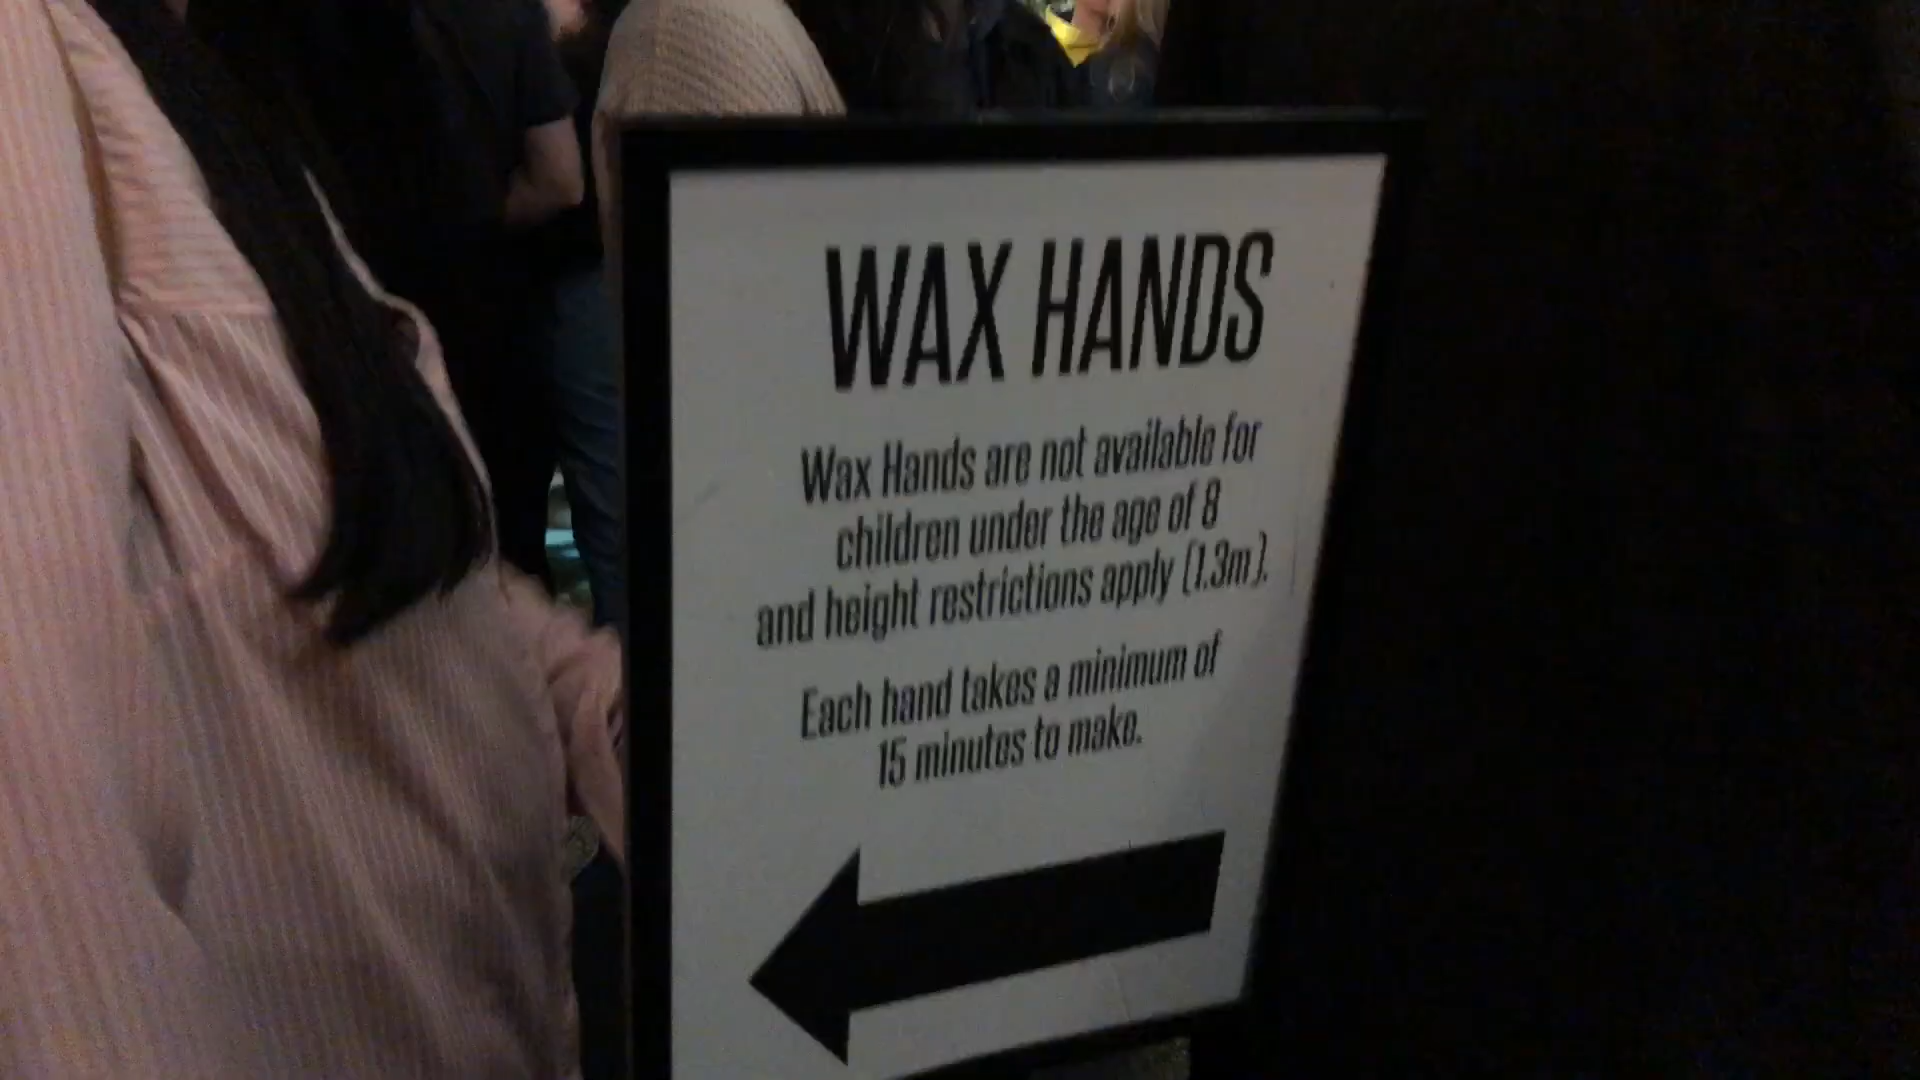 WAX HANDS
Wax Hands are not available for
children under the age of 8
and height restrictions apply (1.3m).
Each hand takes a minimum of
15 minutes to make.